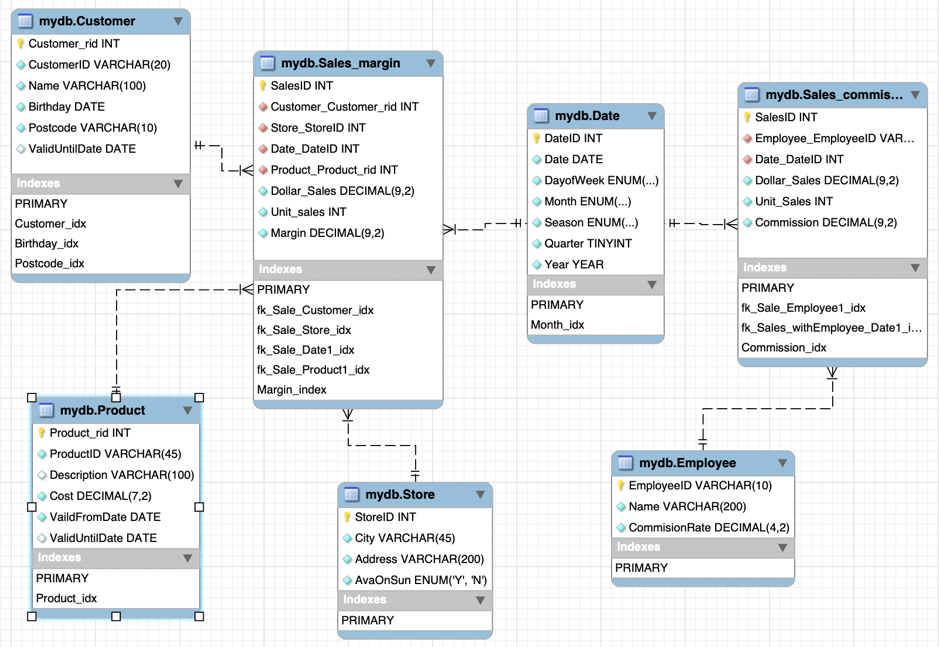 mydb.Customer
Customer_rid INT
CustomerID VARCHAR(20)
Name VARCHAR(100)
Birthday DATE
Postcode VARCHAR(10)
ValidUntilDate DATE
Indexes
PRIMARY
Customer_idx
Birthday_idx
Postcode_idx
mydb.Sales_margin
SalesID INT
Customer_Customer_rid INT
Store_StoreID INT
Date_DateID INT
Product_Product_rid INT
Dollar_Sales DECIMAL(9,2)
Unit_sales INT
Margin DECIMAL(9,2)
Indexes
PRIMARY
fk_Sale_Customer_idx
fk_Sale_Store_idx
fk_Sale_Date1_idx
fk_Sale_Product1_idx
Margin_index
mydb.Date
DateID INT
Date DATE
DayofWeek ENUM(...)
Month ENUM(...)
Season ENUM(...)
Quarter TINYINT
Year YEAR
Indexes
PRIMARY
Month_idx
mydb.Sales_commis...
SalesID INT
Employee_EmployeeID VAR...
Date_DateID INT
Dollar_Sales DECIMAL(9,2)
Unit_Sales INT
Commission DECIMAL(9,2)
Indexes
PRIMARY
fk_Sale_Employee1_idx
fk_Sales_withEmployee_Date1_i...
Commission_idx
mydb.Product
Product_rid INT
ProductID VARCHAR(45)
Description VARCHAR(100)
Cost DECIMAL(7,2)
VaildFromDate DATE
ValidUntilDate DATE
Indexes
PRIMARY
Product_idx
mydb.Store
StoreID INT
City VARCHAR(45)
Address VARCHAR(200)
AvaOnSun ENUM('Y', 'N')
Indexes
PRIMARY
mydb.Employee
EmployeeID VARCHAR(10)
Name VARCHAR(200)
CommisionRate DECIMAL(4,2)
Indexes
PRIMARY